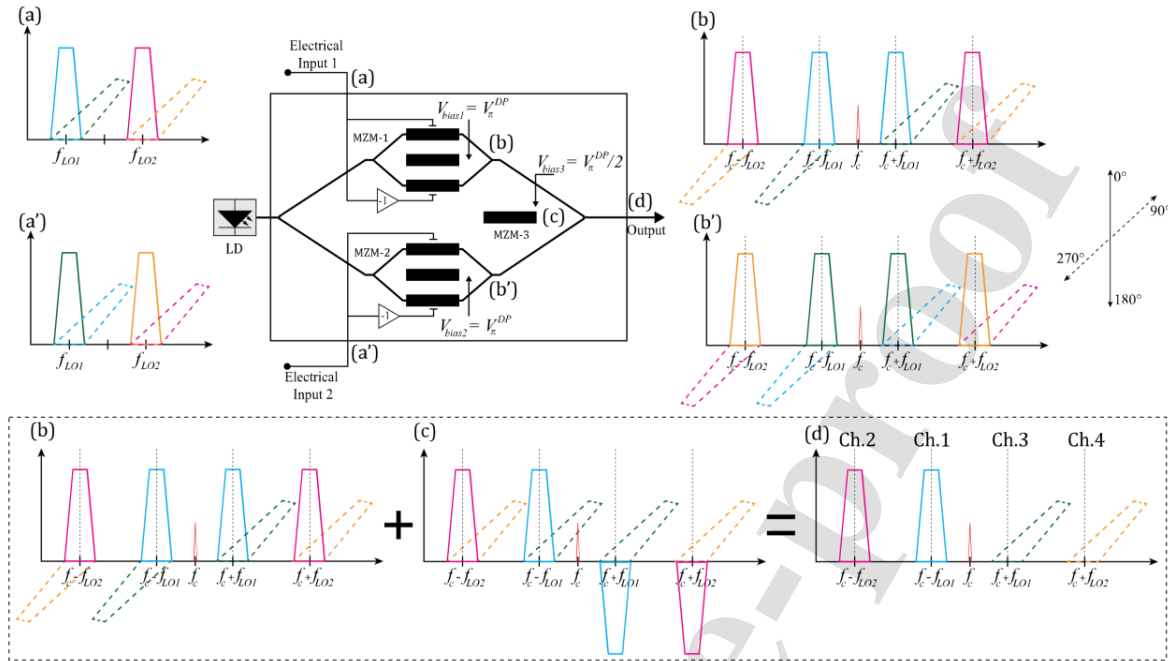 (a)
f_LO1
f_LO2
(a')
f_LO1
f_LO2
Electrical
Input 1
(a)
V_bias1 = V_π^DP
MZM-1
(b)
-1
V_bias3 = V_π^DP/2
(c)
MZM-3
(d)
Output
LD
MZM-2
(b')
-1
V_bias2 = V_π^DP
(a')
Electrical
Input 2
(b)
f_c-f_LO2
f_c-f_LO1
f_c
f_c+f_LO1
f_c+f_LO2
(b')
f_c-f_LO2
f_c-f_LO1
f_c
f_c+f_LO1
f_c+f_LO2
0°
90°
270°
180°
(b)
f_c-f_LO2
f_c-f_LO1
f_c
f_c+f_LO1
f_c+f_LO2
+
(c)
f_c-f_LO2
f_c-f_LO1
f_c
f_c+f_LO1
f_c+f_LO2
=
(d)
Ch.2 Ch.1 Ch.3 Ch.4
f_c-f_LO2
f_c-f_LO1
f_c
f_c+f_LO1
f_c+f_LO2
e-proof